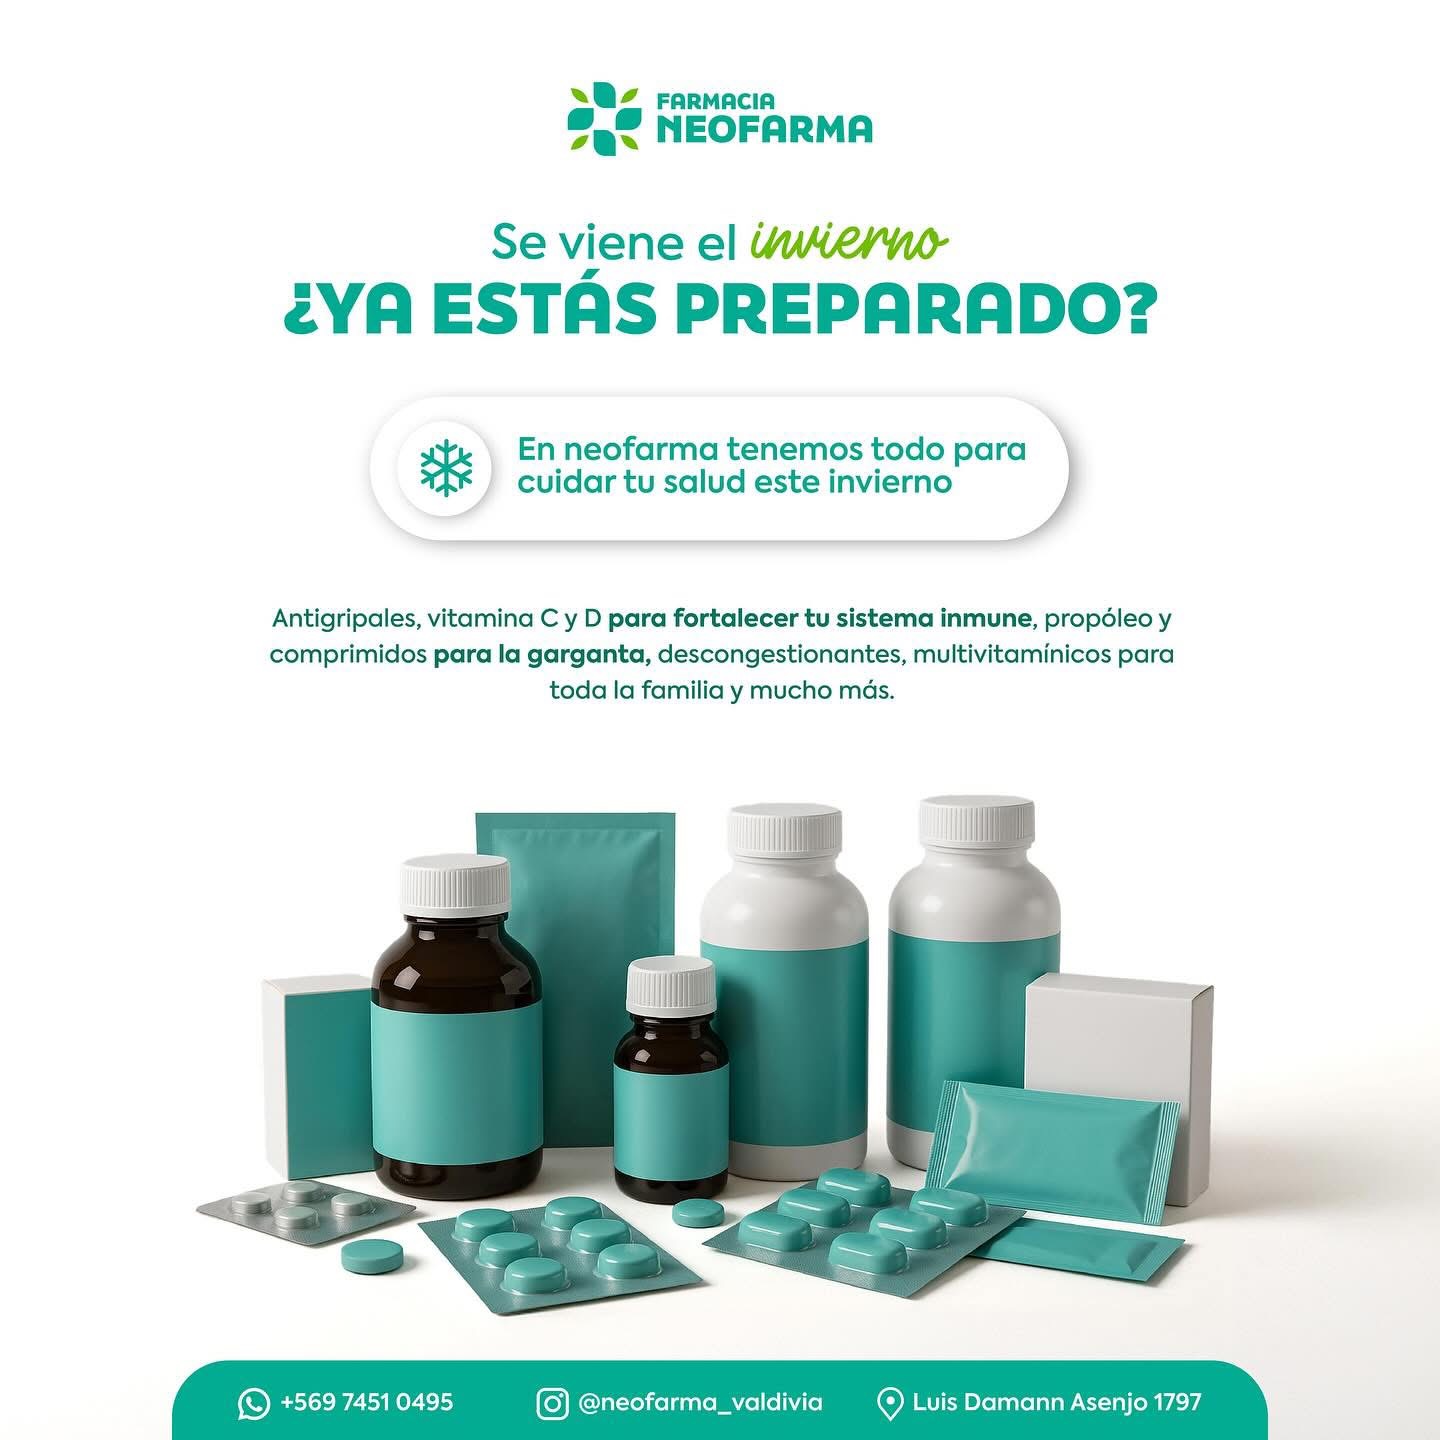 FARMACIA
NEOFARMA
Se viene el invierno
¿YA ESTÁS PREPARADO?
En neofarma tenemos todo para
cuidar tu salud este invierno
Antigripales, vitamina C y D para fortalecer tu sistema inmune, propóleo y
comprimidos para la garganta, descongestionantes, multivitamínicos para
toda la familia y mucho más.
+569 7451 0495
@neofarma_valdivia
Luis Damann Asenjo 1797